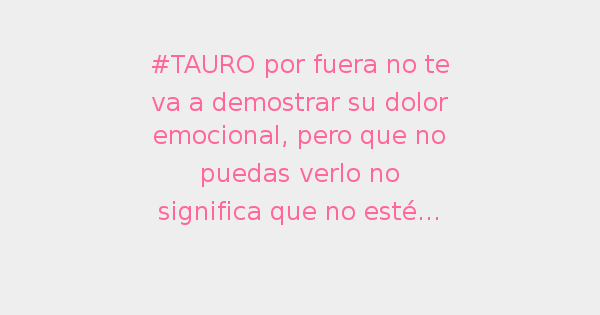 #TAURO por fuera no te
va a demostrar su dolor
emocional, pero que no
puedas verlo no
significa que no esté...